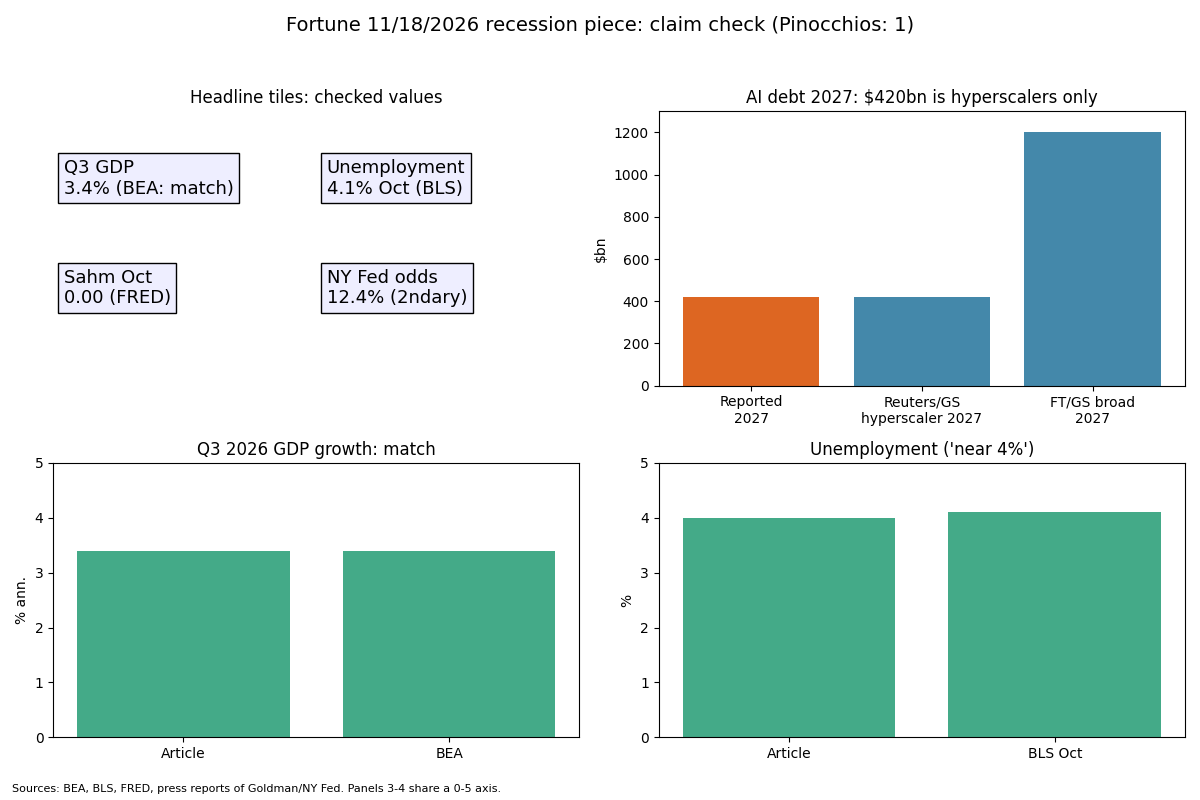 Fortune 11/18/2026 recession piece: claim check (Pinocchios: 1)
Headline tiles: checked values
Q3 GDP
3.4% (BEA: match)
Unemployment
4.1% Oct (BLS)
Sahm Oct
0.00 (FRED)
NY Fed odds
12.4% (2ndary)
AI debt 2027: $420bn is hyperscalers only
$bn
1200
1000
800
600
400
200
0
Reported
2027
Reuters/GS
hyperscaler 2027
FT/GS broad
2027
Q3 2026 GDP growth: match
% ann.
5
4
3
2
1
0
Article
BEA
Unemployment ('near 4%')
%
5
4
3
2
1
0
Article
BLS Oct
Sources: BEA, BLS, FRED, press reports of Goldman/NY Fed. Panels 3-4 share a 0-5 axis.